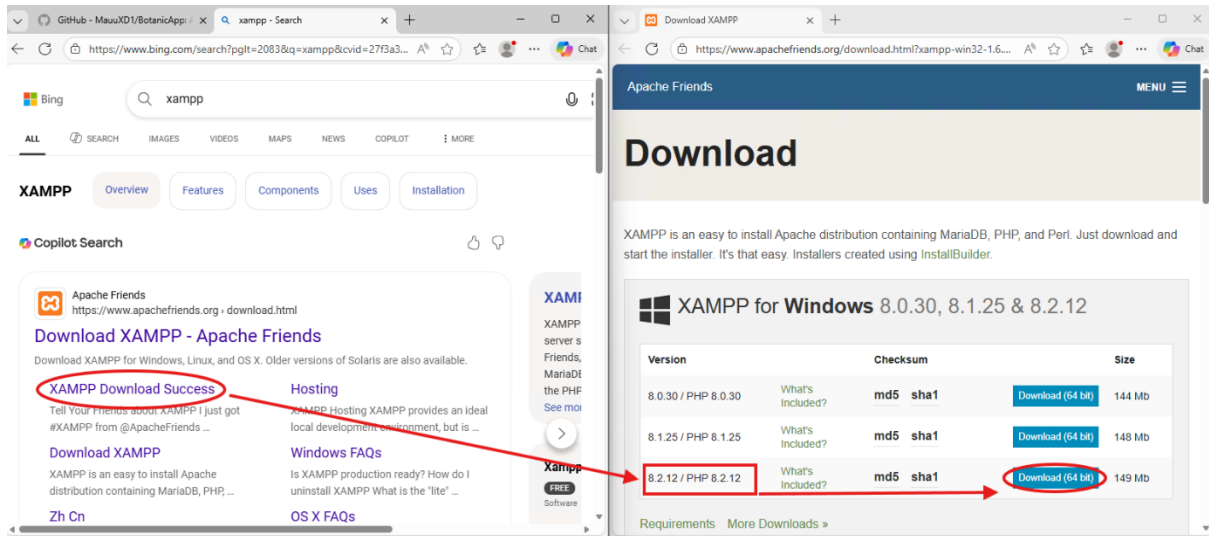 GitHub - MauuXD1/BotanicApp: A
xampp - Search
https://www.bing.com/search?pglt=2083&q=xampp&cvid=27f3a3...
Chat
Bing
xampp
ALL
SEARCH
IMAGES
VIDEOS
MAPS
NEWS
COPILOT
MORE
XAMPP
Overview
Features
Components
Uses
Installation
Copilot Search
Apache Friends
https://www.apachefriends.org › download.html
Download XAMPP - Apache Friends
Download XAMPP for Windows, Linux, and OS X. Older versions of Solaris are also available.
XAMPP Download Success
Tell Your Friends about XAMPP I just got
#XAMPP from @ApacheFriends ...
Hosting
XAMPP Hosting XAMPP provides an ideal
local development environment, but is ...
Download XAMPP
XAMPP is an easy to install Apache
distribution containing MariaDB, PHP, ...
Windows FAQs
Is XAMPP production ready? How do I
uninstall XAMPP What is the "lite" ...
Zh Cn
OS X FAQs
XAMP
XAMPP
server s
Friends,
MariaDB
the PHP
See mor
Xampp
FREE
Software
Download XAMPP
https://www.apachefriends.org/download.html?xampp-win32-1.6....
Chat
Apache Friends
MENU
Download
XAMPP is an easy to install Apache distribution containing MariaDB, PHP, and Perl. Just download and
start the installer. It's that easy. Installers created using InstallBuilder.
XAMPP for Windows 8.0.30, 8.1.25 & 8.2.12
Version Checksum Size
8.0.30 / PHP 8.0.30 What's Included? md5 sha1 Download (64 bit) 144 Mb
8.1.25 / PHP 8.1.25 What's Included? md5 sha1 Download (64 bit) 148 Mb
8.2.12 / PHP 8.2.12 What's Included? md5 sha1 Download (64 bit) 149 Mb
Requirements More Downloads »